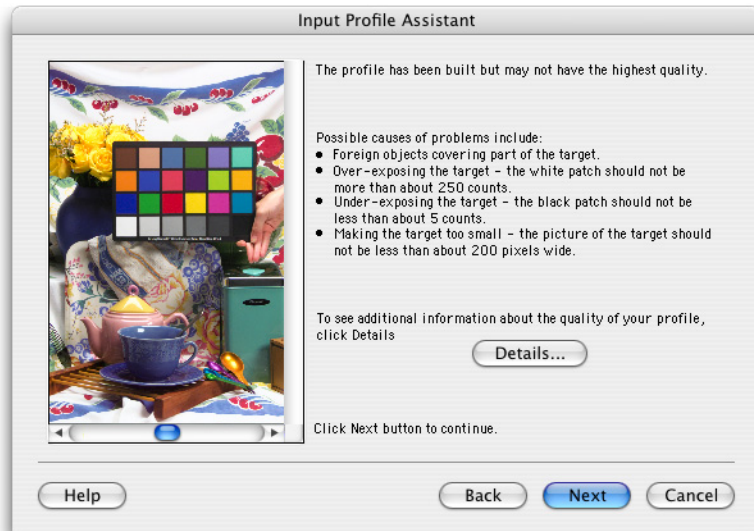 Input Profile Assistant
The profile has been built but may not have the highest quality.
Possible causes of problems include:
● Foreign objects covering part of the target.
● Over-exposing the target – the white patch should not be
more than about 250 counts.
● Under-exposing the target – the black patch should not be
less than about 5 counts.
● Making the target too small – the picture of the target should
not be less than about 200 pixels wide.
To see additional information about the quality of your profile,
click Details
Details...
Click Next button to continue.
Help
Back
Next
Cancel